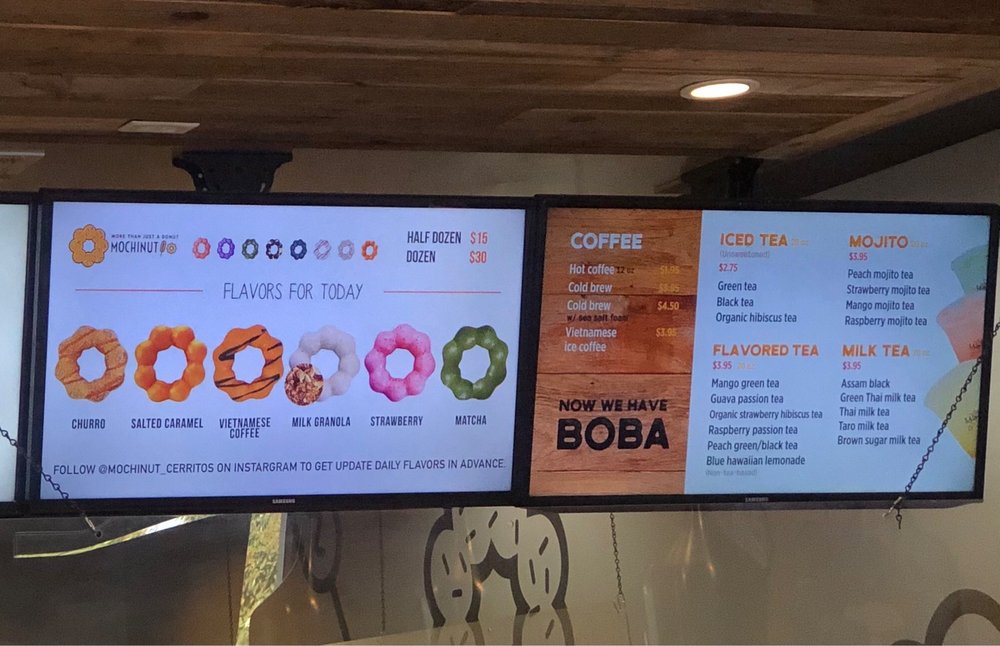 MORE THAN JUST A DONUT
MOCHINUT
HALF DOZEN $15
DOZEN $30
FLAVORS FOR TODAY
CHURRO
SALTED CARAMEL
VIETNAMESE
COFFEE
MILK GRANOLA
STRAWBERRY
MATCHA
FOLLOW @MOCHINUT_CERRITOS ON INSTARGRAM TO GET UPDATE DAILY FLAVORS IN ADVANCE.
SAMSUNG
COFFEE
Hot coffee 12 oz $1.95
Cold brew
Cold brew $4.50
w/ sea salt foam
Vietnamese $3.95
ice coffee
NOW WE HAVE
BOBA
ICED TEA 20 oz
(Unsweetened)
$2.75
Green tea
Black tea
Organic hibiscus tea
FLAVORED TEA
$3.95 20 oz
Mango green tea
Guava passion tea
Organic strawberry hibiscus tea
Raspberry passion tea
Peach green/black tea
Blue hawaiian lemonade
(Non-tea-based)
MOJITO 20 oz
$3.95
Peach mojito tea
Strawberry mojito tea
Mango mojito tea
Raspberry mojito tea
MILK TEA 20 oz
$3.95
Assam black
Green Thai milk tea
Thai milk tea
Taro milk tea
Brown sugar milk tea
SAMSUNG